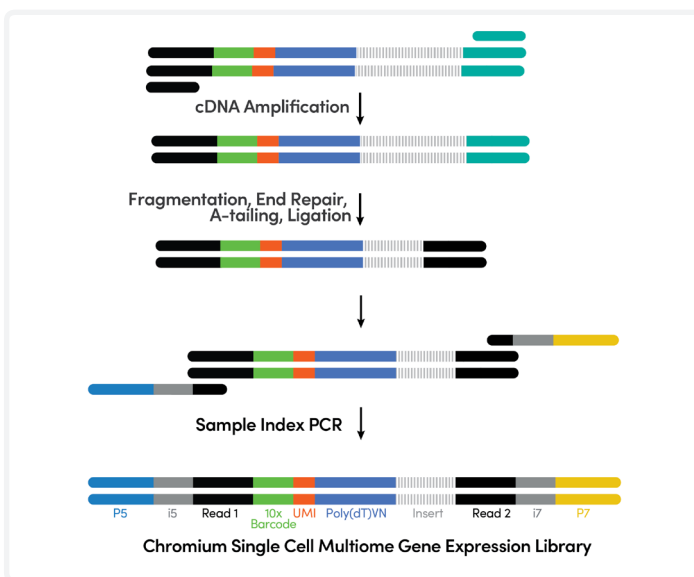 cDNA Amplification
Fragmentation, End Repair,
A-tailing, Ligation
Sample Index PCR
P5 i5 Read 1 10x UMI Poly(dT)VN Insert Read 2 i7 P7
Barcode
Chromium Single Cell Multiome Gene Expression Library